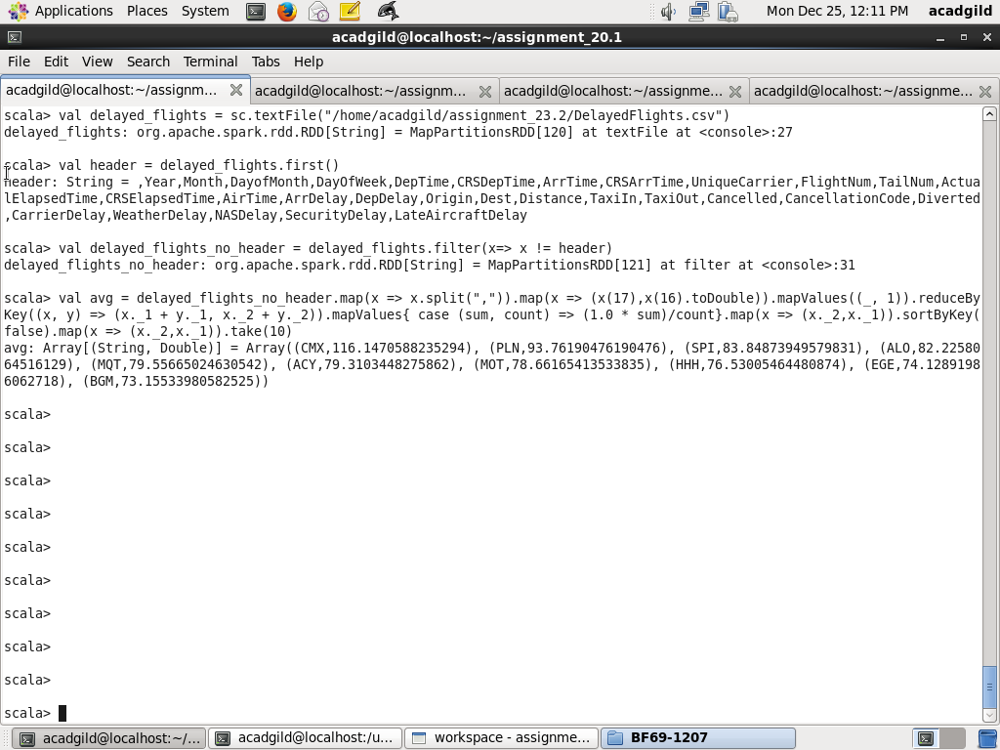 Applications Places System Mon Dec 25, 12:11 PM acadgild
acadgild@localhost:~/assignment_20.1
File Edit View Search Terminal Tabs Help
acadgild@localhost:~/assignm... acadgild@localhost:~/assignm... acadgild@localhost:~/assignme... acadgild@localhost:~/assignme...
scala> val delayed_flights = sc.textFile("/home/acadgild/assignment_23.2/DelayedFlights.csv")
delayed_flights: org.apache.spark.rdd.RDD[String] = MapPartitionsRDD[120] at textFile at <console>:27
scala> val header = delayed_flights.first()
header: String = ,Year,Month,DayofMonth,DayOfWeek,DepTime,CRSDepTime,ArrTime,CRSArrTime,UniqueCarrier,FlightNum,TailNum,Actua
lElapsedTime,CRSElapsedTime,AirTime,ArrDelay,DepDelay,Origin,Dest,Distance,TaxiIn,TaxiOut,Cancelled,CancellationCode,Diverted
,CarrierDelay,WeatherDelay,NASDelay,SecurityDelay,LateAircraftDelay
scala> val delayed_flights_no_header = delayed_flights.filter(x=> x != header)
delayed_flights_no_header: org.apache.spark.rdd.RDD[String] = MapPartitionsRDD[121] at filter at <console>:31
scala> val avg = delayed_flights_no_header.map(x => x.split(",")).map(x => (x(17),x(16).toDouble)).mapValues((_, 1)).reduceBy
Key((x, y) => (x._1 + y._1, x._2 + y._2)).mapValues{ case (sum, count) => (1.0 * sum)/count}.map(x => (x._2,x._1)).sortByKey(
false).map(x => (x._2,x._1)).take(10)
avg: Array[(String, Double)] = Array((CMX,116.1470588235294), (PLN,93.76190476190476), (SPI,83.84873949579831), (ALO,82.22580
64516129), (MQT,79.55665024630542), (ACY,79.3103448275862), (MOT,78.66165413533835), (HHH,76.53005464480874), (EGE,74.1289198
6062718), (BGM,73.15533980582525))
scala>
scala>
scala>
scala>
scala>
scala>
scala>
scala>
scala>
scala>
acadgild@localhost:~/... acadgild@localhost:/u... workspace - assignme... BF69-1207